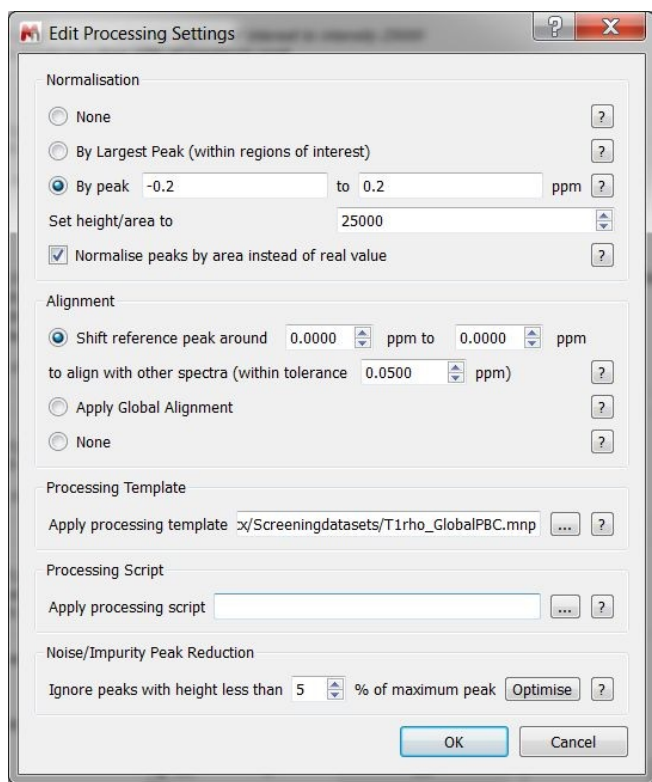 Edit Processing Settings
Normalisation
None ?
By Largest Peak (within regions of interest) ?
By peak -0.2 to 0.2 ppm ?
Set height/area to 25000
Normalise peaks by area instead of real value ?
Alignment
Shift reference peak around 0.0000 ppm to 0.0000 ppm
to align with other spectra (within tolerance 0.0500 ppm) ?
Apply Global Alignment ?
None ?
Processing Template
Apply processing template x/Screeningdatasets/T1rho_GlobalPBC.mnp ... ?
Processing Script
Apply processing script ... ?
Noise/Impurity Peak Reduction
Ignore peaks with height less than 5 % of maximum peak Optimise ?
OK Cancel